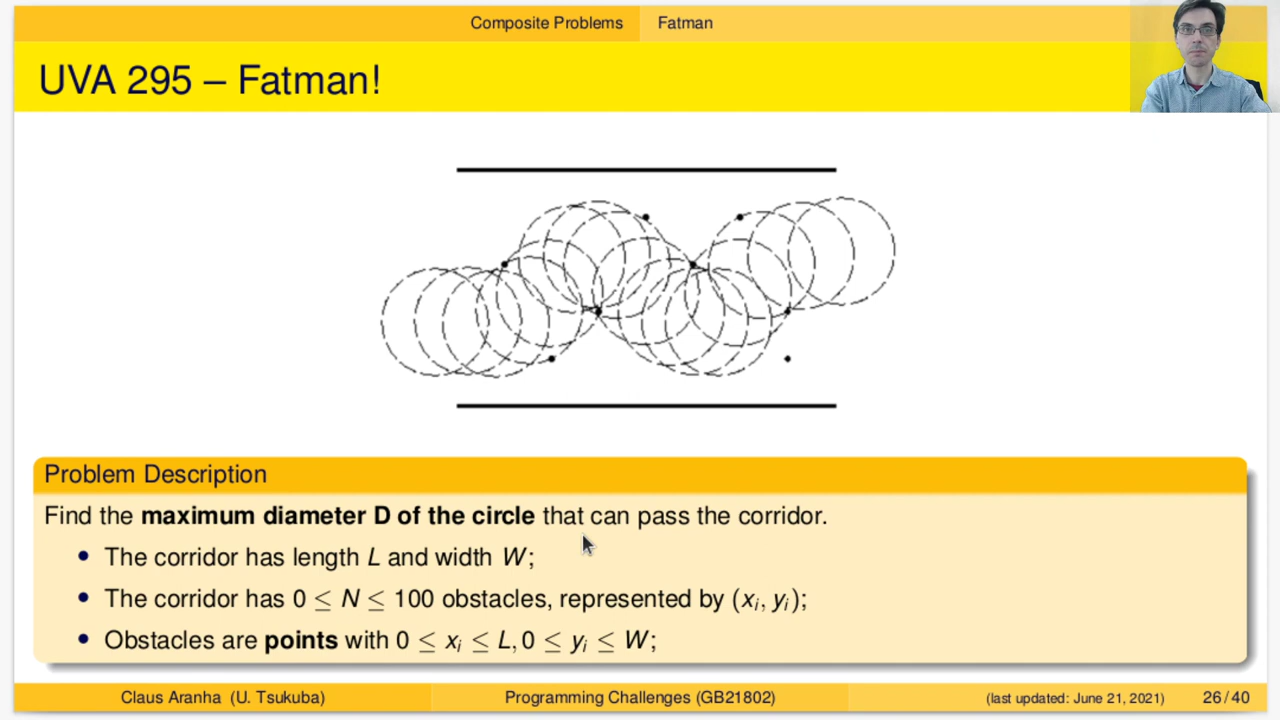 Composite Problems Fatman
UVA 295 – Fatman!
Problem Description
Find the maximum diameter D of the circle that can pass the corridor.
• The corridor has length L and width W;
• The corridor has 0 ≤ N ≤ 100 obstacles, represented by (xᵢ, yᵢ);
• Obstacles are points with 0 ≤ xᵢ ≤ L, 0 ≤ yᵢ ≤ W;
Claus Aranha (U. Tsukuba) Programming Challenges (GB21802) (last updated: June 21, 2021) 26 / 40